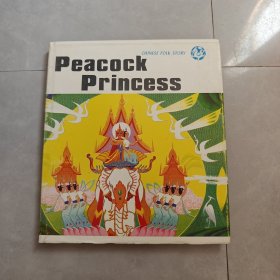 CHINESE FOLK STORY
Peacock
Princess